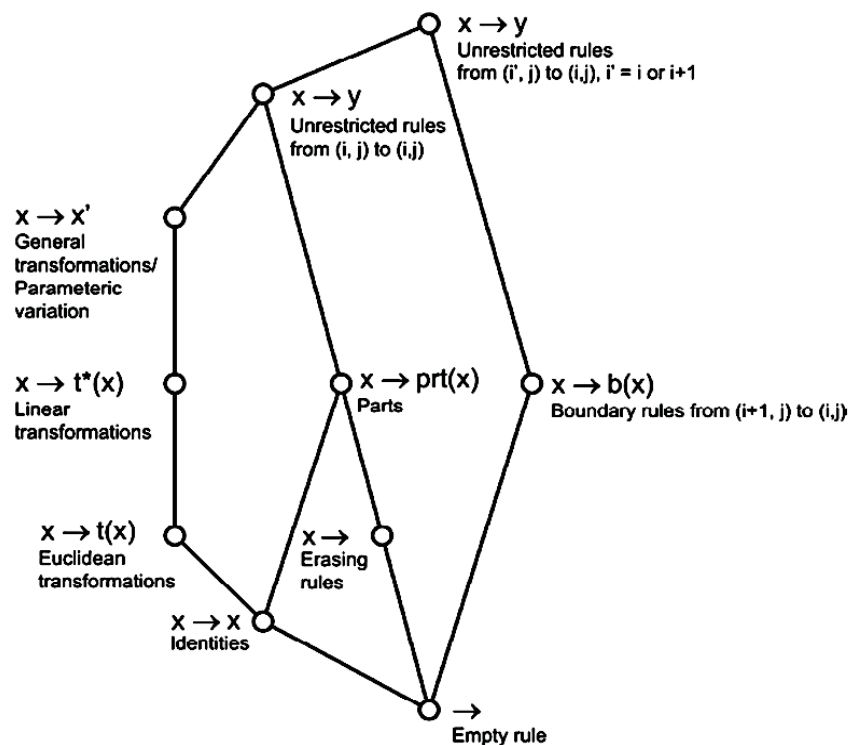 x → y
Unrestricted rules
from (i', j) to (i,j), i' = i or i+1
x → y
Unrestricted rules
from (i, j) to (i,j)
x → x'
General
transformations/
Parameteric
variation
x → t*(x)
Linear
transformations
x → prt(x)
Parts
x → b(x)
Boundary rules from (i+1, j) to (i,j)
x → t(x)
Euclidean
transformations
x →
Erasing
rules
x → x
Identities
→
Empty rule